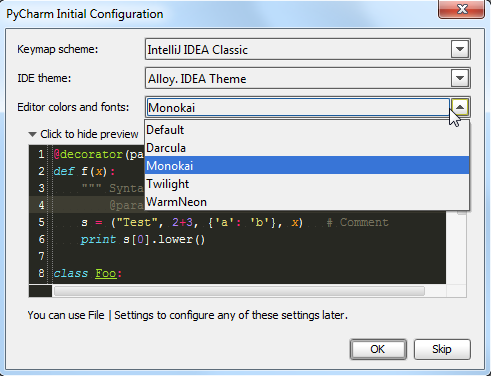 PyCharm Initial Configuration
Keymap scheme: IntelliJ IDEA Classic
IDE theme: Alloy. IDEA Theme
Editor colors and fonts: Monokai
Default
Darcula
Monokai
Twilight
WarmNeon
Click to hide preview
1 @decorator(pa
2 def f(x):
3 """ Synta
4 @para
5 s = ("Test", 2+3, {'a': 'b'}, x) # Comment
6 print s[0].lower()
7
8 class Foo:
You can use File | Settings to configure any of these settings later.
OK Skip